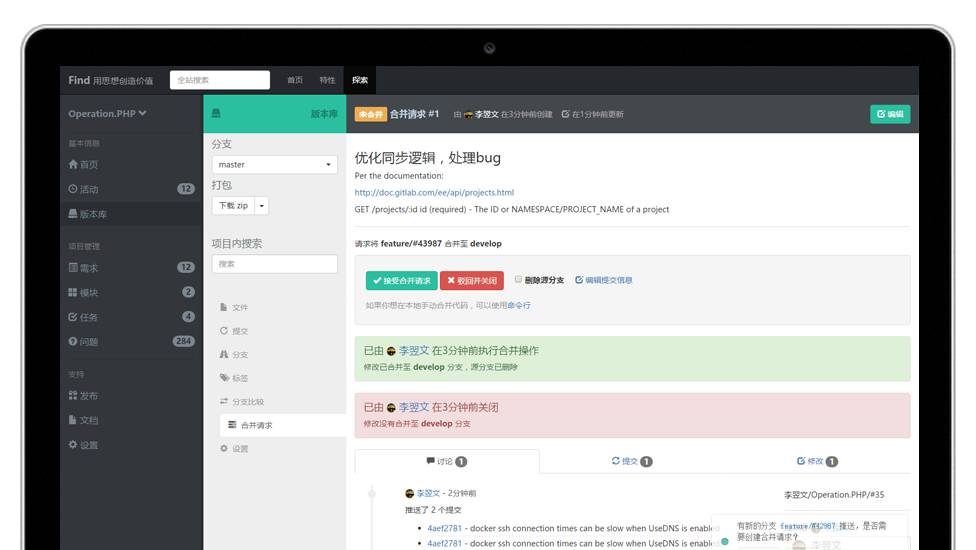 Find 用思想创造价值
全站搜索
首页
特性
探索
Operation.PHP
基本信息
首页
活动 12
版本库
项目管理
需求 12
模块 2
任务 4
问题 284
支持
发布
文档
设置
版本库
分支
master
打包
下载 zip
项目内搜索
搜索
文件
提交
分支
标签
分支比较
合并请求
设置
未合并 合并请求 #1 由 李翌文 在3分钟前创建 在1分钟前更新
编辑
优化同步逻辑，处理bug
Per the documentation:
http://doc.gitlab.com/ee/api/projects.html
GET /projects/:id id (required) - The ID or NAMESPACE/PROJECT_NAME of a project
请求将 feature/#43987 合并至 develop
接受合并请求 驳回并关闭 删除源分支 编辑提交信息
如果你想在本地手动合并代码，可以使用命令行
已由 李翌文 在3分钟前执行合并操作
修改已合并至 develop 分支，源分支已删除
已由 李翌文 在3分钟前关闭
修改没有合并至 develop 分支
讨论 1
提交 1
修改 1
李翌文 - 2分钟前
推送了 2 个提交
4aef2781 - docker ssh connection times can be slow when UseDNS is enabled
4aef2781 - docker ssh connection times can be slow when UseDNS is enabled
李翌文/Operation.PHP/#35
有新的分支 feature/#42987 推送，是否需
要创建合并请求？
李翌文